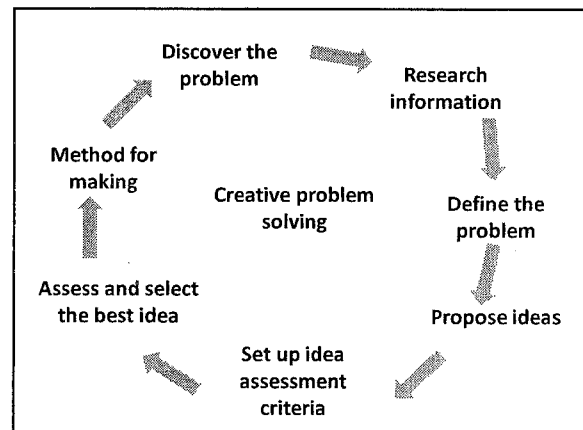 Discover the
problem
Research
information
Define the
problem
Propose ideas
Set up idea
assessment
criteria
Assess and select
the best idea
Method for
making
Creative problem
solving